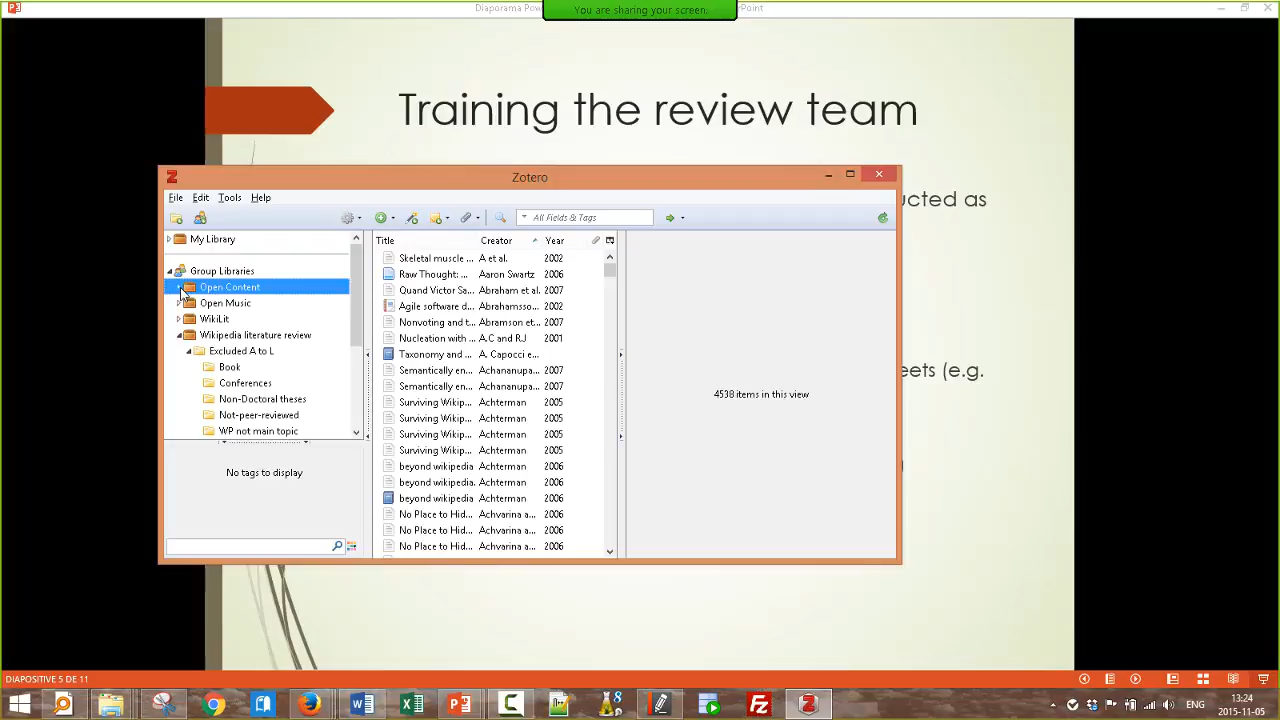 Diaporama Pow
You are sharing your screen.
Point
Training the review team
ucted as
eets (e.g.
Zotero
File Edit Tools Help
All Fields & Tags
My Library
Group Libraries
Open Content
Open Music
WikiLit
Wikipedia literature review
Excluded A to L
Book
Conferences
Non-Doctoral theses
Not-peer-reviewed
WP not main topic
No tags to display
Title Creator Year
Skeletal muscle ... A et al. 2002
Raw Thought: ... Aaron Swartz 2006
Quand Victor Sa... Abraham et al. 2007
Agile software d... Abrahamsso... 2002
Nonvoting and t... Abramson et... 2007
Nucleation with ... A.C and RJ 2001
Taxonomy and ... A. Capocci e...
Semantically en... Achananupa... 2007
Semantically en... Achananupa... 2007
Surviving Wikip... Achterman 2005
Surviving Wikip... Achterman 2005
Surviving Wikip... Achterman 2005
Surviving Wikip... Achterman 2005
beyond wikipedia Achterman 2006
beyond wikipedia Achterman 2006
beyond wikipedia Achterman 2006
No Place to Hid... Achvarina a... 2006
No Place to Hid... Achvarina a... 2006
No Place to Hid... Achvarina a... 2006
4538 items in this view
DIAPOSITIVE 5 DE 11
ENG
13:24
2015-11-05